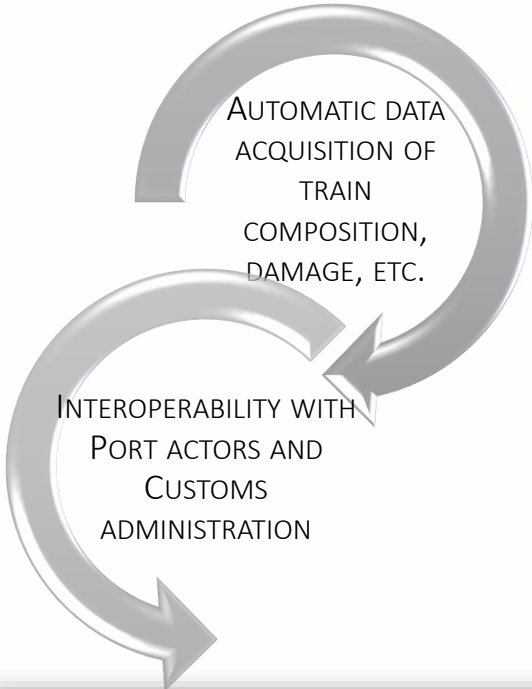 Automatic data
acquisition of
train
composition,
damage, etc.
Interoperability with
Port actors and
Customs
administration